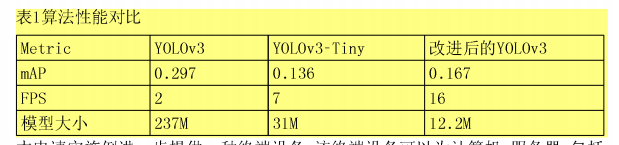 表1算法性能对比
Metric YOLOv3 YOLOv3-Tiny 改进后的YOLOv3
mAP 0.297 0.136 0.167
FPS 2 7 16
模型大小 237M 31M 12.2M